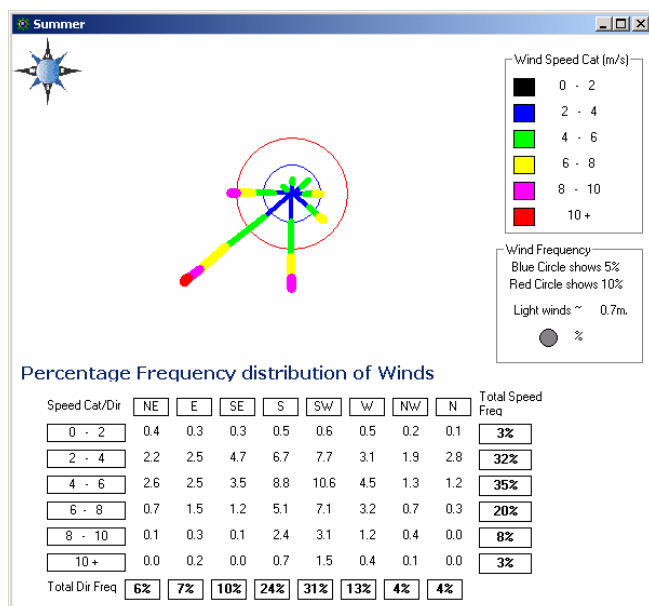 Summer
Wind Speed Cat (m/s)
0 - 2
2 - 4
4 - 6
6 - 8
8 - 10
10 +
Wind Frequency
Blue Circle shows 5%
Red Circle shows 10%
Light winds ~ 0.7m.
%
Percentage Frequency distribution of Winds
Speed Cat/Dir NE E SE S SW W NW N Total Speed Freq
0 - 2 0.4 0.3 0.3 0.5 0.6 0.5 0.2 0.1 3%
2 - 4 2.2 2.5 4.7 6.7 7.7 3.1 1.9 2.8 32%
4 - 6 2.6 2.5 3.5 8.8 10.6 4.5 1.3 1.2 35%
6 - 8 0.7 1.5 1.2 5.1 7.1 3.2 0.7 0.3 20%
8 - 10 0.1 0.3 0.1 2.4 3.1 1.2 0.4 0.0 8%
10 + 0.0 0.2 0.0 0.7 1.5 0.4 0.1 0.0 3%
Total Dir Freq 6% 7% 10% 24% 31% 13% 4% 4%